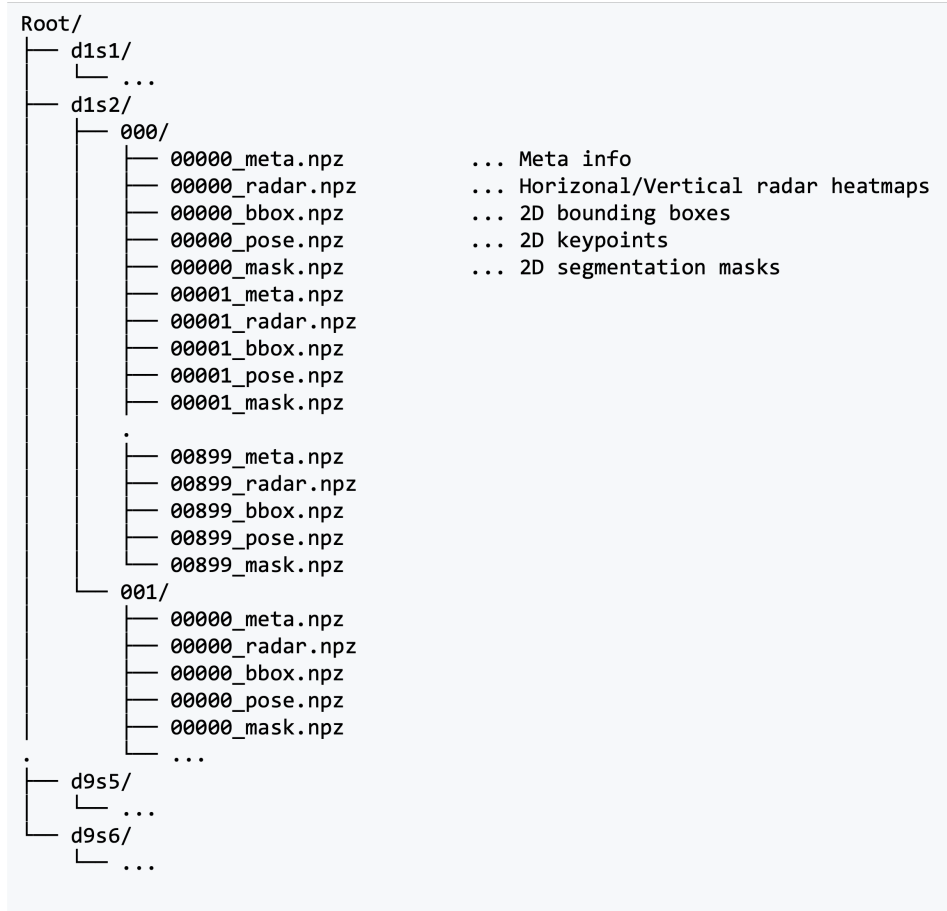 Root/
├── d1s1/
│   └── ...
├── d1s2/
│   ├── 000/
│   │   ├── 00000_meta.npz         ... Meta info
│   │   ├── 00000_radar.npz        ... Horizonal/Vertical radar heatmaps
│   │   ├── 00000_bbox.npz         ... 2D bounding boxes
│   │   ├── 00000_pose.npz         ... 2D keypoints
│   │   ├── 00000_mask.npz         ... 2D segmentation masks
│   │   ├── 00001_meta.npz
│   │   ├── 00001_radar.npz
│   │   ├── 00001_bbox.npz
│   │   ├── 00001_pose.npz
│   │   ├── 00001_mask.npz
│   │   .
│   │   ├── 00899_meta.npz
│   │   ├── 00899_radar.npz
│   │   ├── 00899_bbox.npz
│   │   ├── 00899_pose.npz
│   │   └── 00899_mask.npz
│   └── 001/
│       ├── 00000_meta.npz
│       ├── 00000_radar.npz
│       ├── 00000_bbox.npz
│       ├── 00000_pose.npz
│       ├── 00000_mask.npz
.       └── ...
├── d9s5/
│   └── ...
└── d9s6/
    └── ...